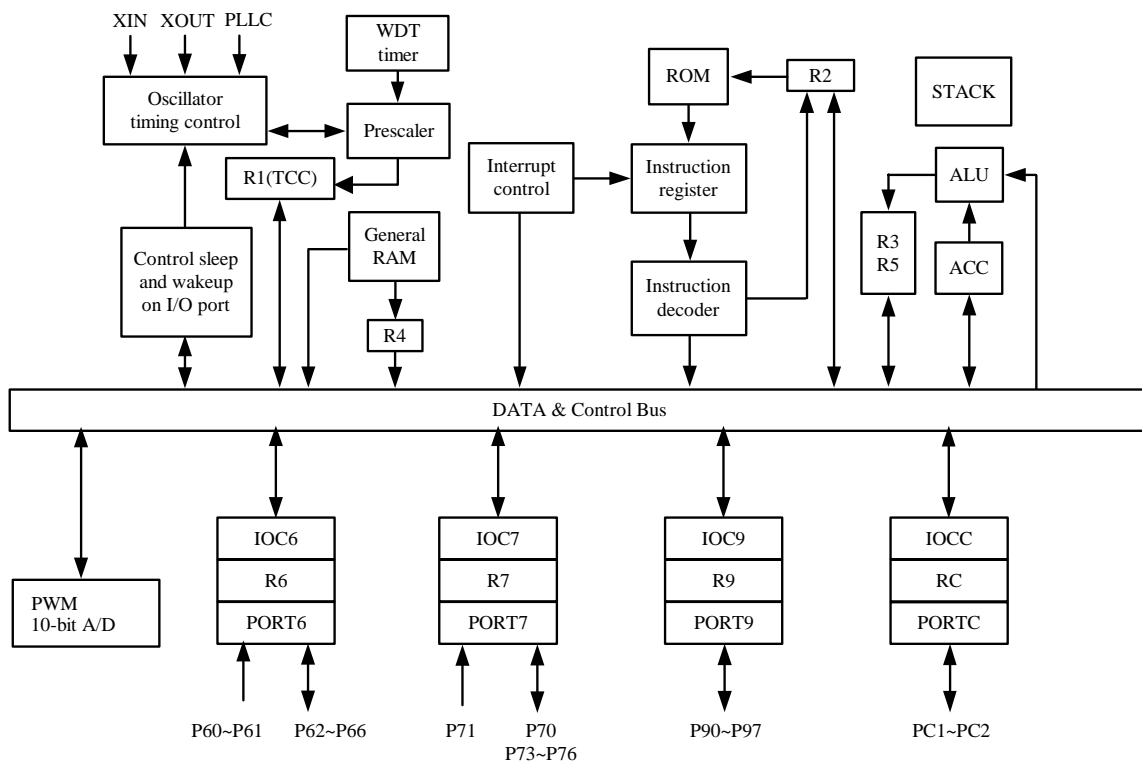 XIN XOUT PLLC
WDT
timer
Oscillator
timing control
Prescaler
R1(TCC)
ROM
R2
STACK
Interrupt
control
Instruction
register
ALU
Control sleep
and wakeup
on I/O port
General
RAM
R4
Instruction
decoder
R3
R5
ACC
DATA & Control Bus
PWM
10-bit A/D
IOC6
R6
PORT6
P60~P61
P62~P66
IOC7
R7
PORT7
P71
P70
P73~P76
IOC9
R9
PORT9
P90~P97
IOCC
RC
PORTC
PC1~PC2